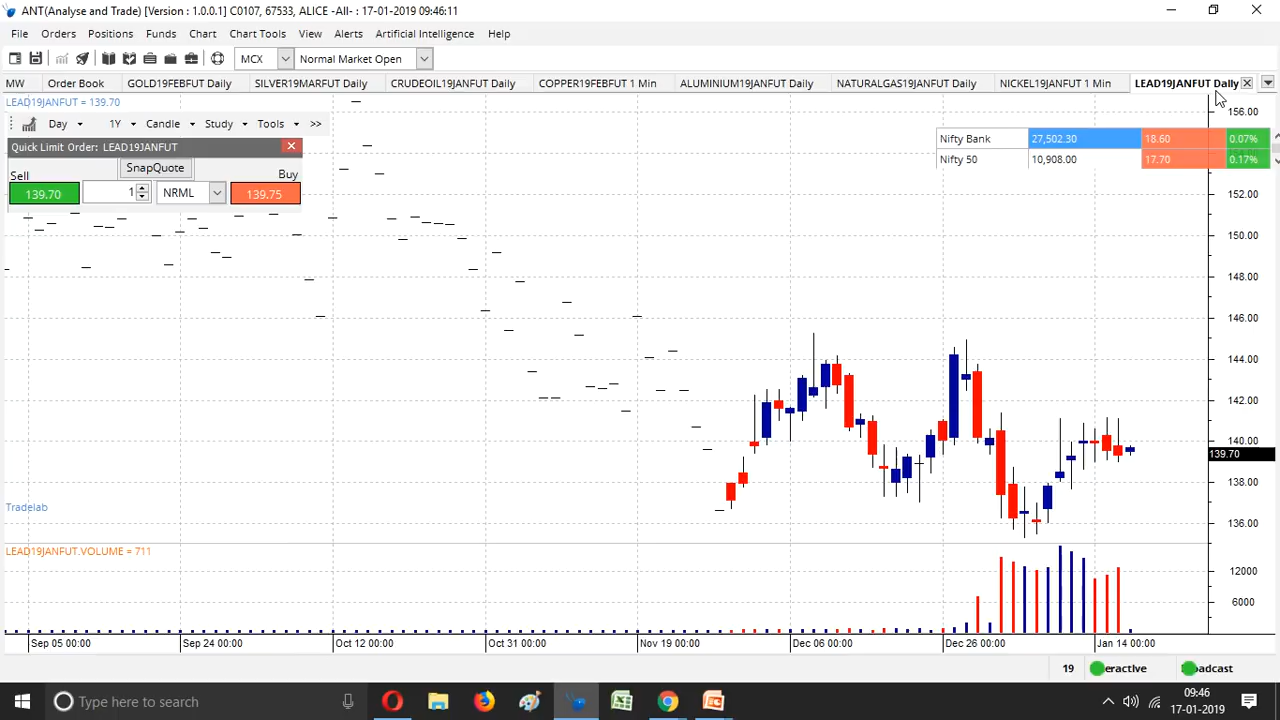 ANT(Analyse and Trade) [Version : 1.0.0.1] C0107, 67533, ALICE -All- : 17-01-2019 09:46:11
File Orders Positions Funds Chart Chart Tools View Alerts Artificial Intelligence Help
MCX Normal Market Open
MW Order Book GOLD19FEBFUT Daily SILVER19MARFUT Daily CRUDEOIL19JANFUT Daily COPPER19FEBFUT 1 Min ALUMINIUM19JANFUT Daily NATURALGAS19JANFUT Daily NICKEL19JANFUT 1 Min LEAD19JANFUT Daily
LEAD19JANFUT = 139.70
Day 1Y Candle Study Tools >>
Quick Limit Order: LEAD19JANFUT
SnapQuote
Sell Buy
139.70 1 NRML 139.75
Nifty Bank 27,502.30 18.60 0.07%
Nifty 50 10,908.00 17.70 0.17%
156.00
152.00
150.00
148.00
146.00
144.00
142.00
140.00
139.70
138.00
136.00
Tradelab
LEAD19JANFUT.VOLUME = 711
12000
6000
Sep 05 00:00 Sep 24 00:00 Oct 12 00:00 Oct 31 00:00 Nov 19 00:00 Dec 06 00:00 Dec 26 00:00 Jan 14 00:00
19 eractive oadcast
Type here to search
09:46
17-01-2019